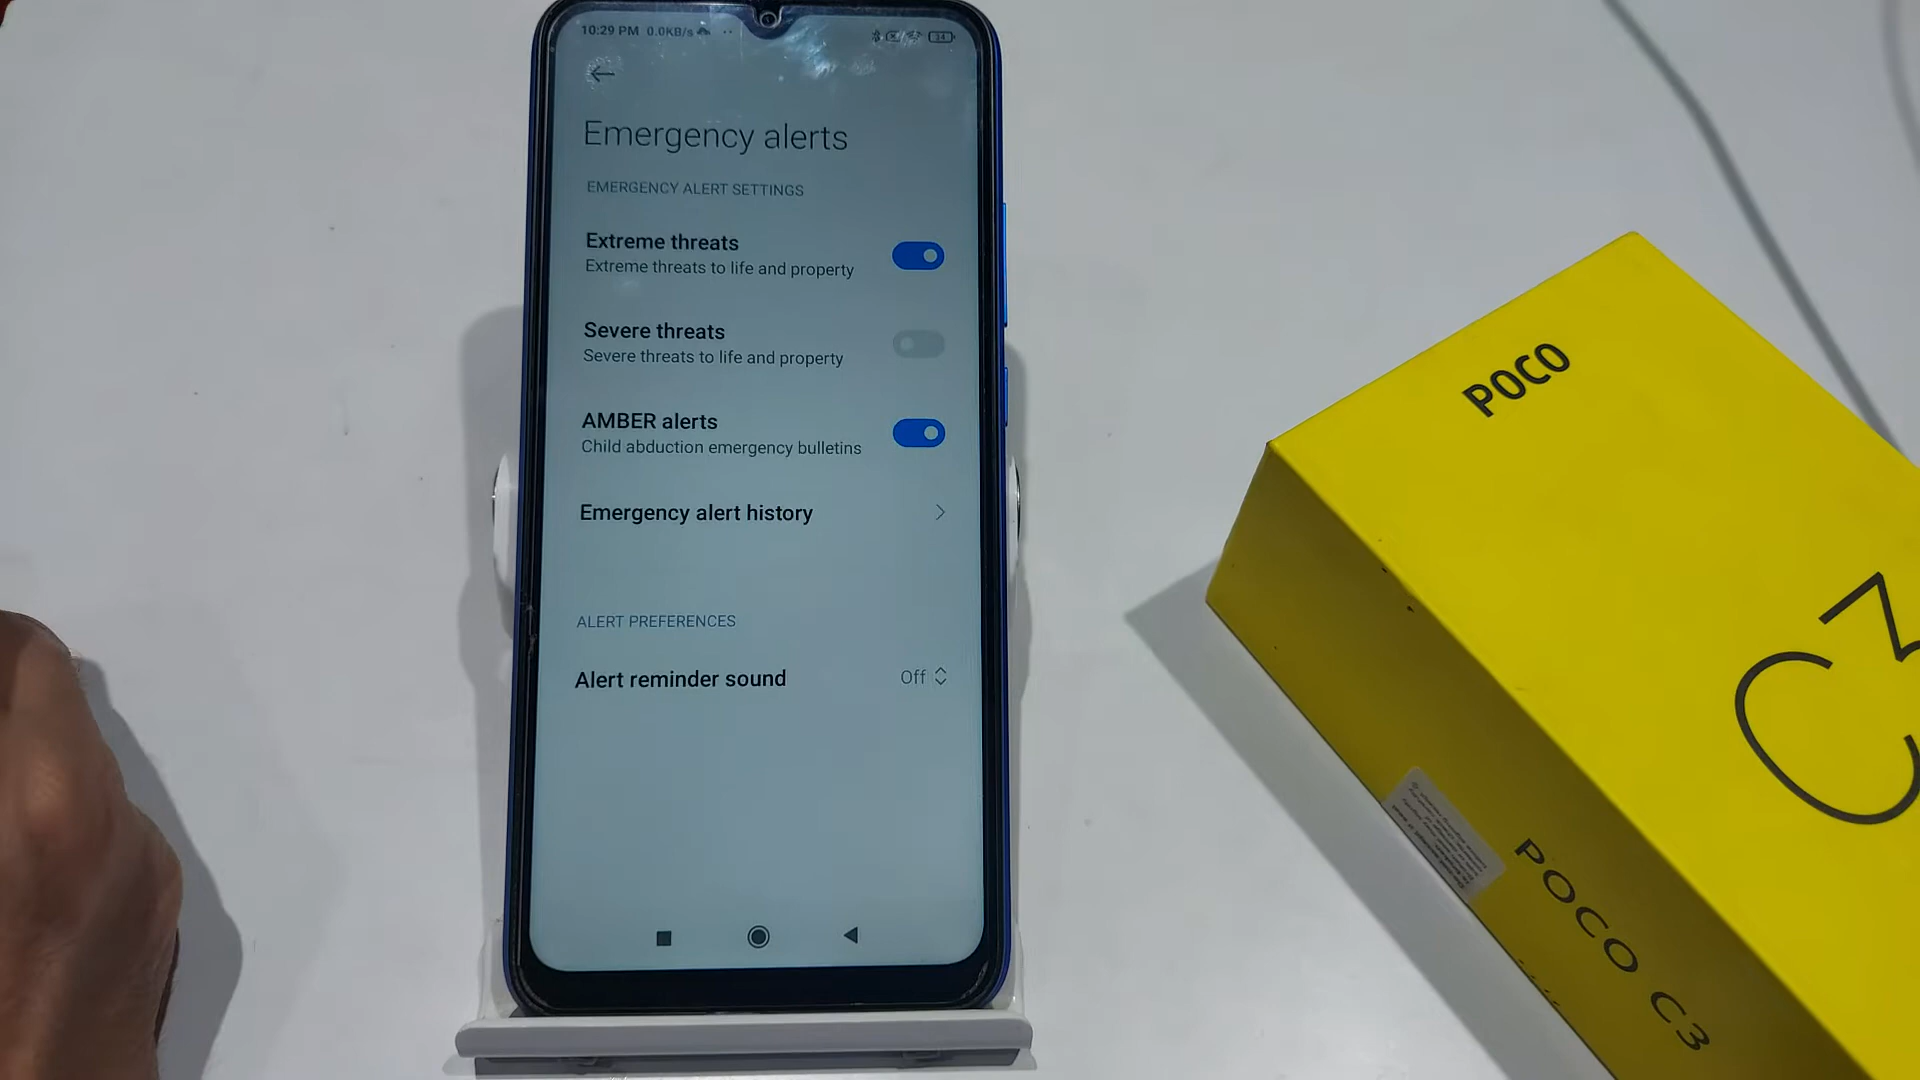 10:29 PM 0.0KB/s
34
Emergency alerts
EMERGENCY ALERT SETTINGS
Extreme threats
Extreme threats to life and property
Severe threats
Severe threats to life and property
AMBER alerts
Child abduction emergency bulletins
Emergency alert history
ALERT PREFERENCES
Alert reminder sound
Off
POCO
C3
POCO C3